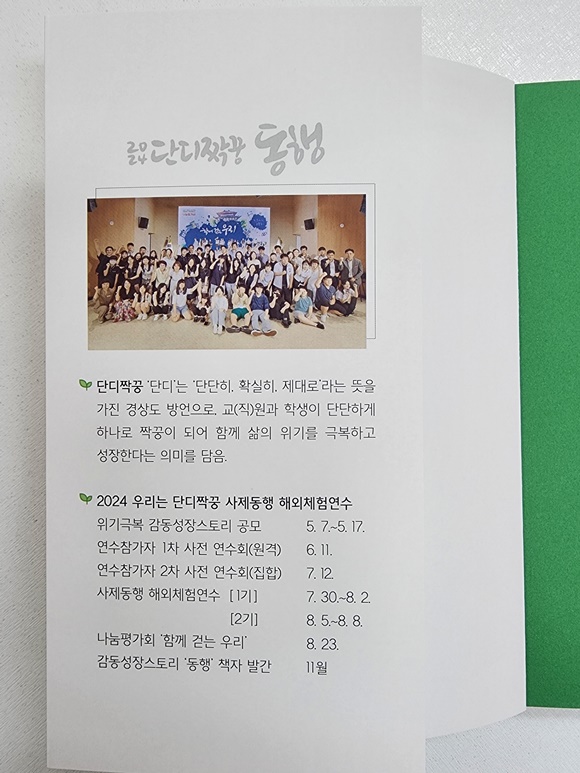 단디짝꿍 동행
우리
단디짝꿍 '단디'는 '단단히, 확실히, 제대로'라는 뜻을
가진 경상도 방언으로, 교(직)원과 학생이 단단하게
하나로 짝꿍이 되어 함께 삶의 위기를 극복하고
성장한다는 의미를 담음.
2024 우리는 단디짝꿍 사제동행 해외체험연수
위기극복 감동성장스토리 공모 5. 7.~5. 17.
연수참가자 1차 사전 연수회(원격) 6. 11.
연수참가자 2차 사전 연수회(집합) 7. 12.
사제동행 해외체험연수 [1기] 7. 30.~8. 2.
[2기] 8. 5.~8. 8.
나눔평가회 '함께 걷는 우리' 8. 23.
감동성장스토리 '동행' 책자 발간 11월